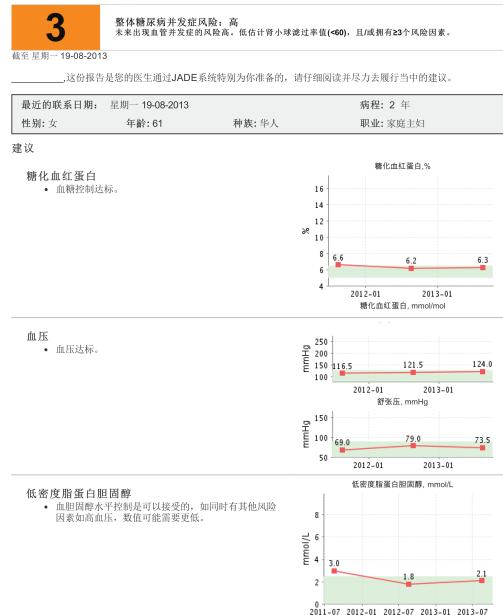 3
整体糖尿病并发症风险：高
未来出现血管并发症的风险高。低估计肾小球滤过率值(<60)，且/或拥有≥3个风险因素。
截至 星期一 19-08-2013
__________,这份报告是您的医生通过JADE系统特别为你准备的，请仔细阅读并尽力去履行当中的建议。
最近的联系日期： 星期一 19-08-2013 病程: 2 年
性别: 女 年龄: 61 种族: 华人 职业: 家庭主妇
建议
糖化血红蛋白
• 血糖控制达标。
糖化血红蛋白,%
%
16
14
12
10
8
6
4
6.6 6.2 6.3
2012-01 2013-01
糖化血红蛋白, mmol/mol
血压
• 血压达标。
mmHg
250
200
150
100
116.5 121.5 124.0
2012-01 2013-01
舒张压, mmHg
mmHg
150
100
50
69.0 79.0 73.5
2012-01 2013-01
低密度脂蛋白胆固醇
• 血胆固醇水平控制是可以接受的，如同时有其他风险
因素如高血压，数值可能需要更低。
低密度脂蛋白胆固醇, mmol/L
mmol/L
8
6
4
2
0
3.0 1.8 2.1
2011-07 2012-01 2012-07 2013-01 2013-07